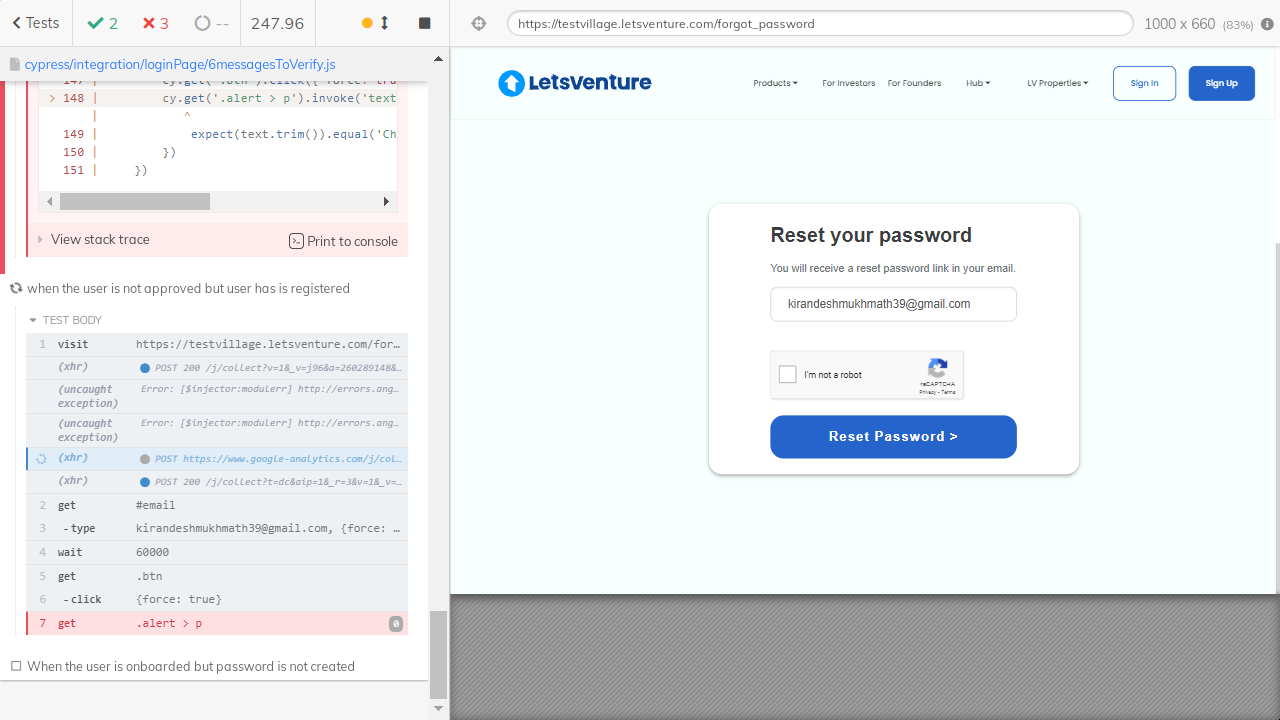 Tests
2
3
--
247.96
https://testvillage.letsventure.com/forgot_password
1000 x 660 (83%)
cypress/integration/loginPage/6messagesToVerify.js
> 148 | cy.get('.alert > p').invoke('text
| ^
149 | expect(text.trim()).equal('Ch
150 | })
151 | })
View stack trace
Print to console
when the user is not approved but user has is registered
TEST BODY
1 visit https://testvillage.letsventure.com/for...
(xhr) POST 200 /j/collect?v=1&_v=j96&a=260289148&...
(uncaught exception) Error: [$injector:modulerr] http://errors.ang...
(uncaught exception) Error: [$injector:modulerr] http://errors.ang...
(xhr) POST https://www.google-analytics.com/j/col...
(xhr) POST 200 /j/collect?t=dc&aip=1&_r=3&v=1&_v=...
2 get #email
3 -type kirandeshmukhmath39@gmail.com, {force: ...
4 wait 60000
5 get .btn
6 -click {force: true}
7 get .alert > p 0
When the user is onboarded but password is not created
LetsVenture
Products
For Investors
For Founders
Hub
LV Properties
Sign In
Sign Up
Reset your password
You will receive a reset password link in your email.
kirandeshmukhmath39@gmail.com
I'm not a robot
reCAPTCHA
Privacy - Terms
Reset Password >